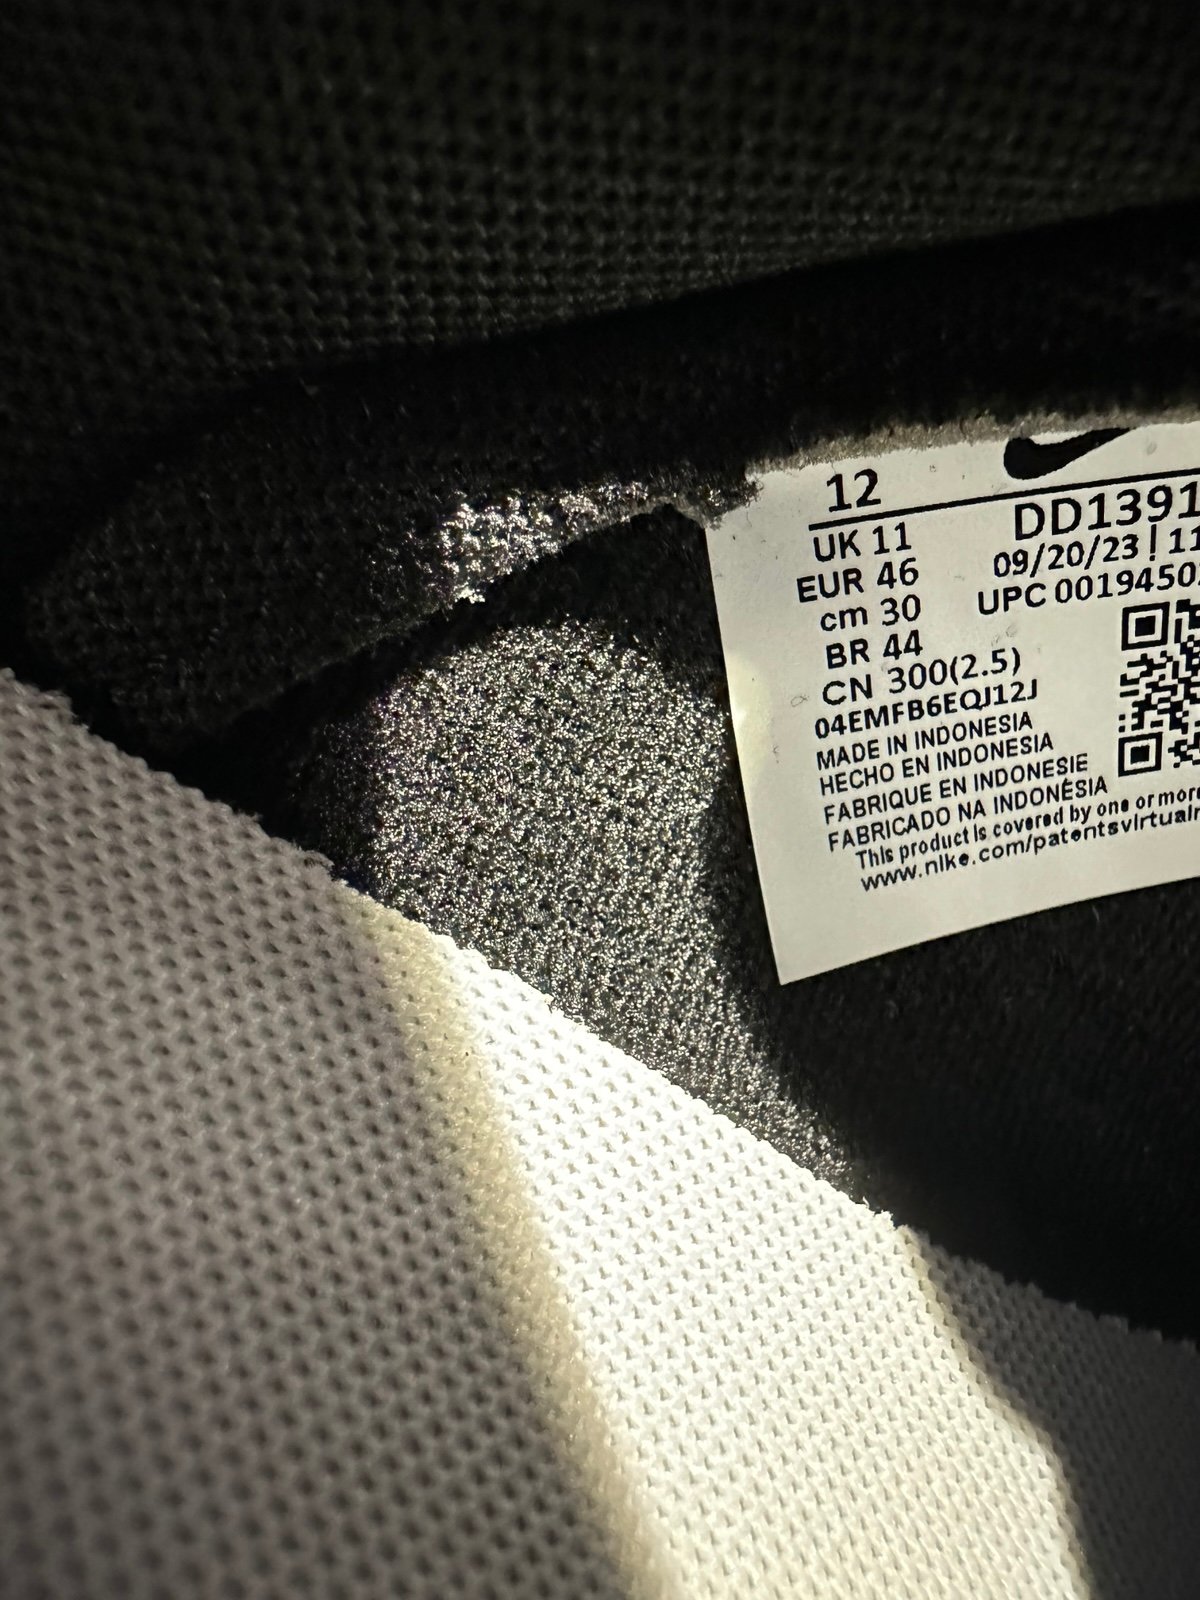 12
UK 11
EUR 46
cm 30
BR 44
CN 300(2.5)
04EMFB6EQJ12J
MADE IN INDONESIA
HECHO EN INDONESIA
FABRIQUE EN INDONESIE
FABRICADO NA INDONÉSIA
This product is covered by one or more
www.nike.com/patentsvirtual
DD1391
09/20/23 | 11
UPC 00194502